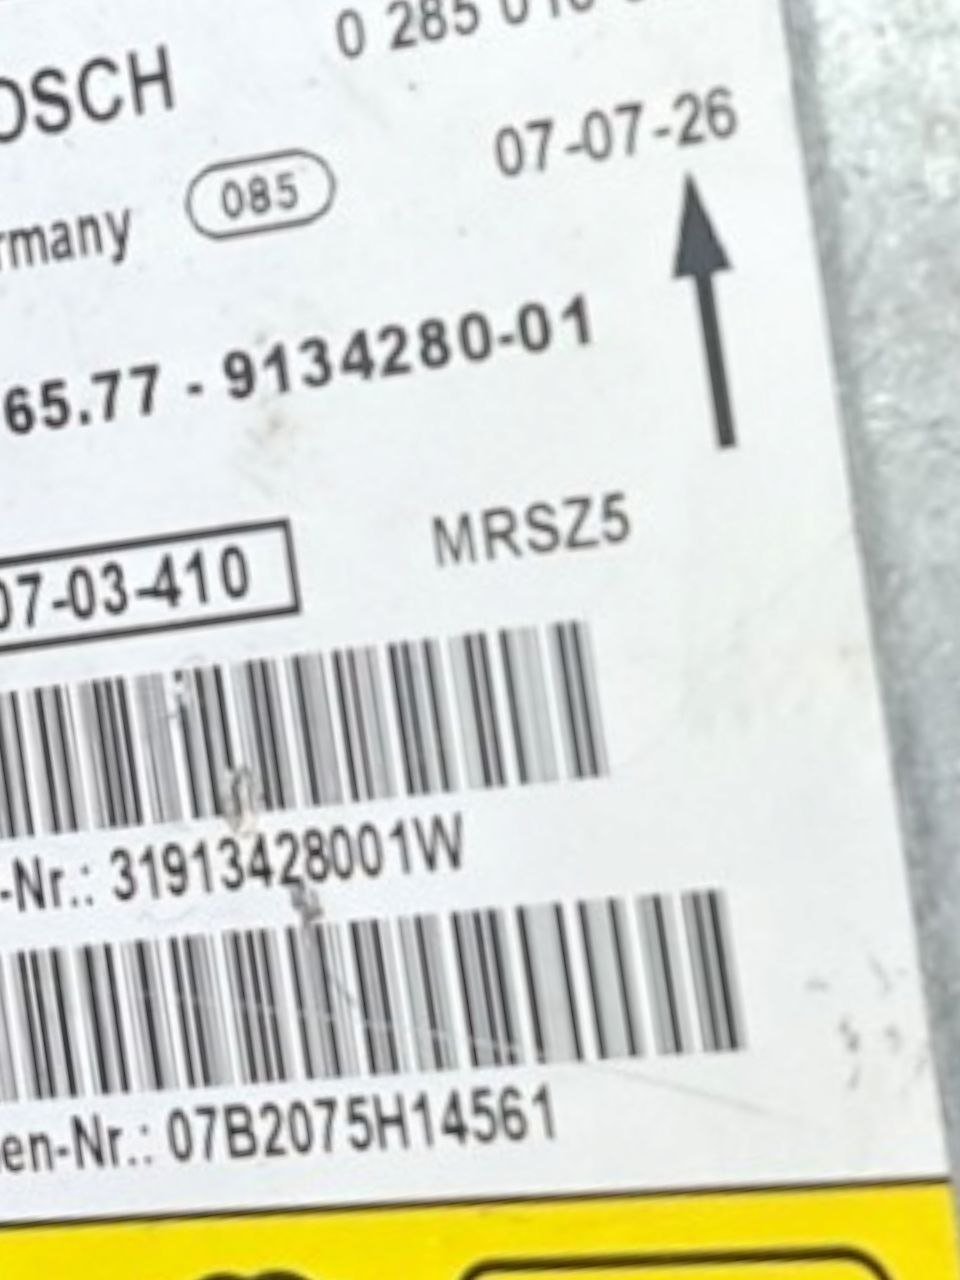 0 285 010
OSCH
07-07-26
rmany 085
65.77 - 9134280-01
07-03-410
MRSZ5
-Nr.: 31913428001W
en-Nr.: 07B2075H14561